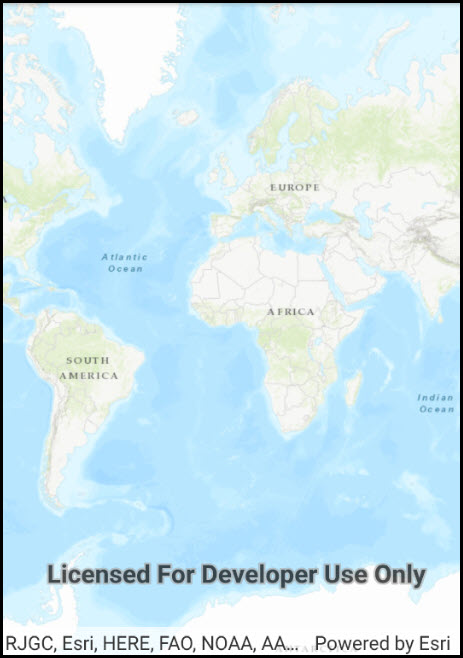 EUROPE
Atlantic
Ocean
AFRICA
SOUTH
AMERICA
Indian
Ocean
Licensed For Developer Use Only
RJGC, Esri, HERE, FAO, NOAA, AA... Powered by Esri